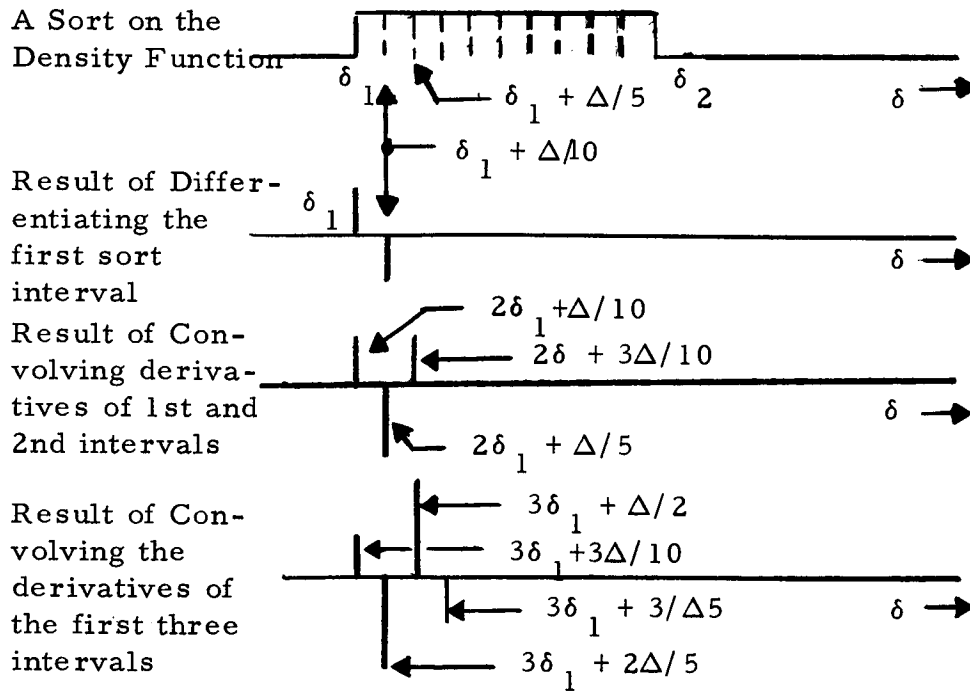 A Sort on the
Density Function
δ 1
δ 2
δ
δ 1 + Δ/5
δ 1 + Δ/10
Result of Differ-
entiating the
first sort
interval
δ 1
δ
2δ 1 +Δ/10
Result of Con-
volving deriva-
tives of 1st and
2nd intervals
2δ + 3Δ/10
δ
2δ 1 + Δ/5
Result of Con-
volving the
derivatives of
the first three
intervals
3δ 1 + Δ/2
3δ 1 +3Δ/10
3δ 1 + 3/Δ5
δ
3δ 1 + 2Δ/5